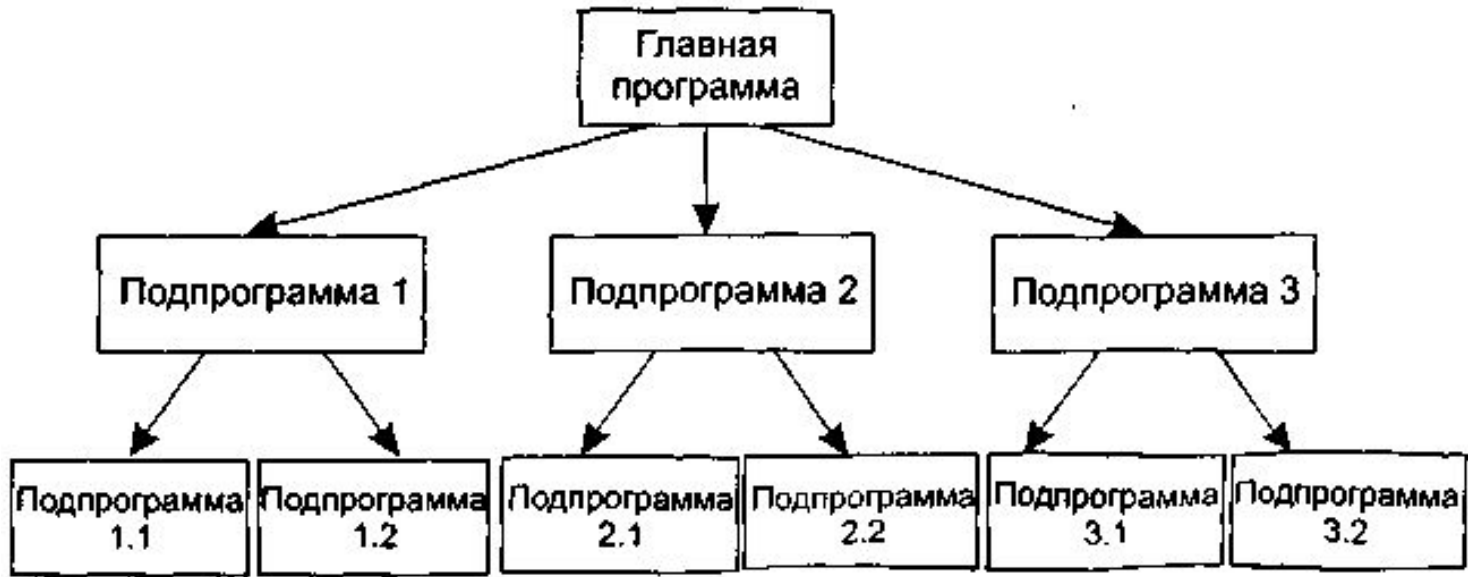 Главная
программа
Подпрограмма 1
Подпрограмма 2
Подпрограмма 3
Подпрограмма
1.1
Подпрограмма
1.2
Подпрограмма
2.1
Подпрограмма
2.2
Подпрограмма
3.1
Подпрограмма
3.2